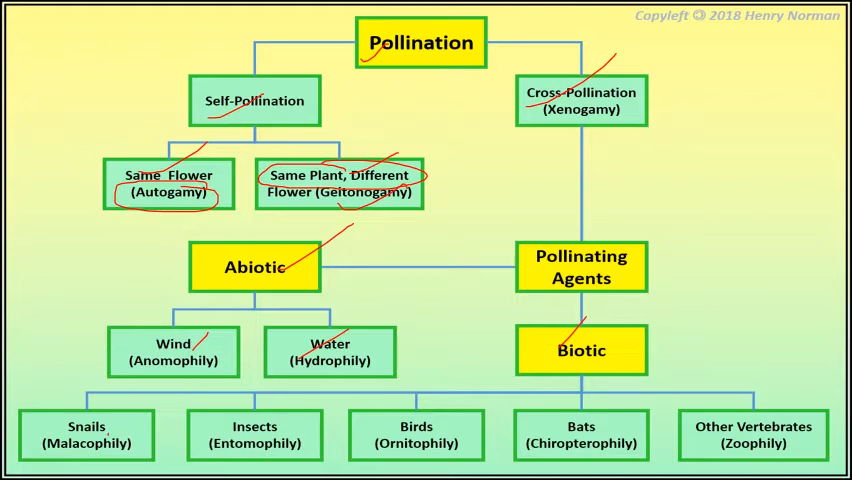 Copyleft 2018 Henry Norman
Pollination
Self-Pollination
Cross-Pollination
(Xenogamy)
Same Flower
(Autogamy)
Same Plant, Different
Flower (Geitonogamy)
Abiotic
Pollinating
Agents
Wind
(Anomophily)
Water
(Hydrophily)
Biotic
Snails
(Malacophily)
Insects
(Entomophily)
Birds
(Ornitophily)
Bats
(Chiropterophily)
Other Vertebrates
(Zoophily)